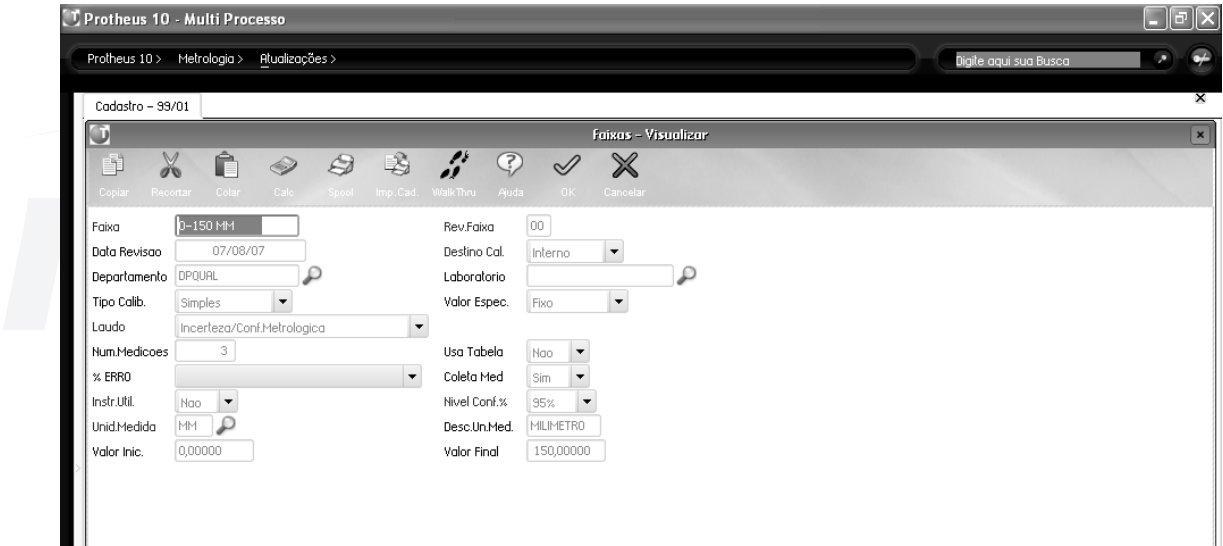 Protheus 10 - Multi Processo
Protheus 10 > Metrologia > Atualizações > Digite aqui sua Busca
Cadastro - 99/01
Faixas - Visualizar
Copiar Recortar Colar Calc Spool Imp.Cad. WalkThru Ajuda OK Cancelar
Faixa 0-150 MM Rev.Faixa 00
Data Revisao 07/08/07 Destino Cal. Interno
Departamento DPQUAL Laboratorio
Tipo Calib. Simples Valor Espec. Fixo
Laudo Incerteza/Conf.Metrologica
Num.Medicoes 3 Usa Tabela Nao
% ERRO Coleta Med Sim
Instr.Util. Nao Nivel Conf.% 95%
Unid.Medida MM Desc.Un.Med. MILIMETRO
Valor Inic. 0,00000 Valor Final 150,00000